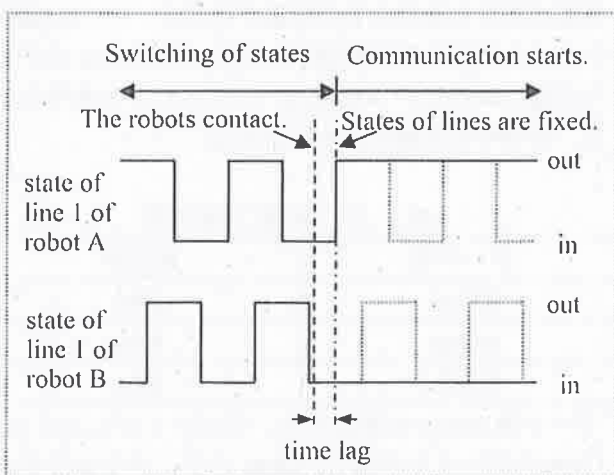 Switching of states
Communication starts.
The robots contact.
States of lines are fixed.
state of
line 1 of
robot A
out
in
state of
line 1 of
robot B
out
in
time lag